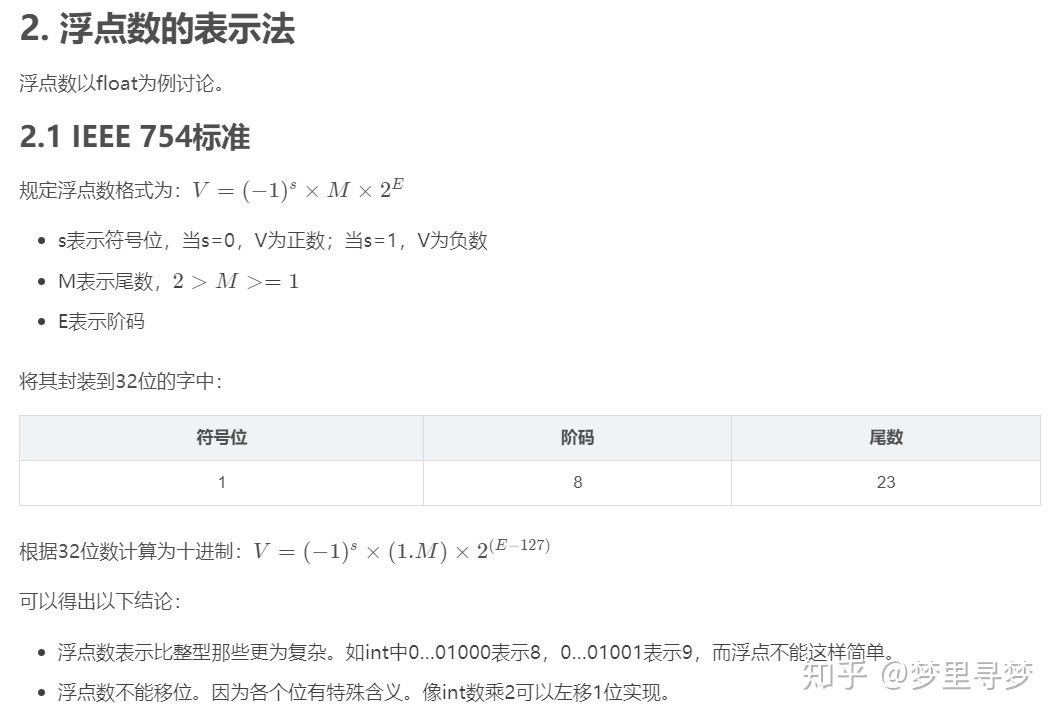 2. 浮点数的表示法
浮点数以float为例讨论。
2.1 IEEE 754标准
规定浮点数格式为：V = (−1)^s × M × 2^E
• s表示符号位，当s=0，V为正数；当s=1，V为负数
• M表示尾数，2 > M >= 1
• E表示阶码
将其封装到32位的字中：
符号位 阶码 尾数
1 8 23
根据32位数计算为十进制：V = (−1)^s × (1.M) × 2^(E−127)
可以得出以下结论：
• 浮点数表示比整型那些更为复杂。如int中0...01000表示8，0...01001表示9，而浮点不能这样简单。
• 浮点数不能移位。因为各个位有特殊含义。像int数乘2可以左移1位实现。
知乎 @梦里寻梦